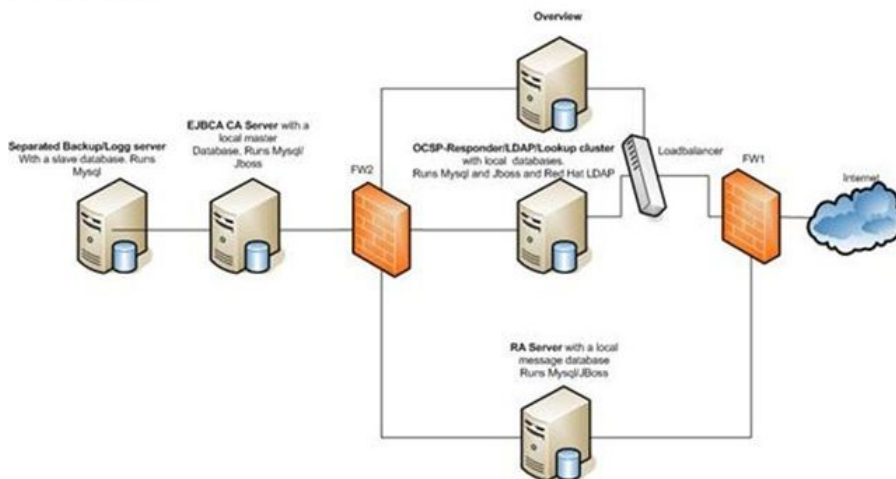 Overview
Separated Backup/Logg server
With a slave database. Runs
Mysql
EJBCA CA Server with a
local master
Database, Runs Mysql/
Jboss
FW2
OCSP-Responder/LDAP/Lookup cluster
with local databases.
Runs Mysql and Jboss and Red Hat LDAP
Loadbalancer
FW1
Internet
RA Server with a local
message database
Runs Mysql/JBoss